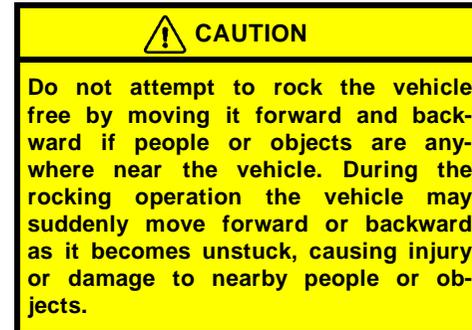 CAUTION
Do not attempt to rock the vehicle
free by moving it forward and back-
ward if people or objects are any-
where near the vehicle. During the
rocking operation the vehicle may
suddenly move forward or backward
as it becomes unstuck, causing injury
or damage to nearby people or ob-
jects.